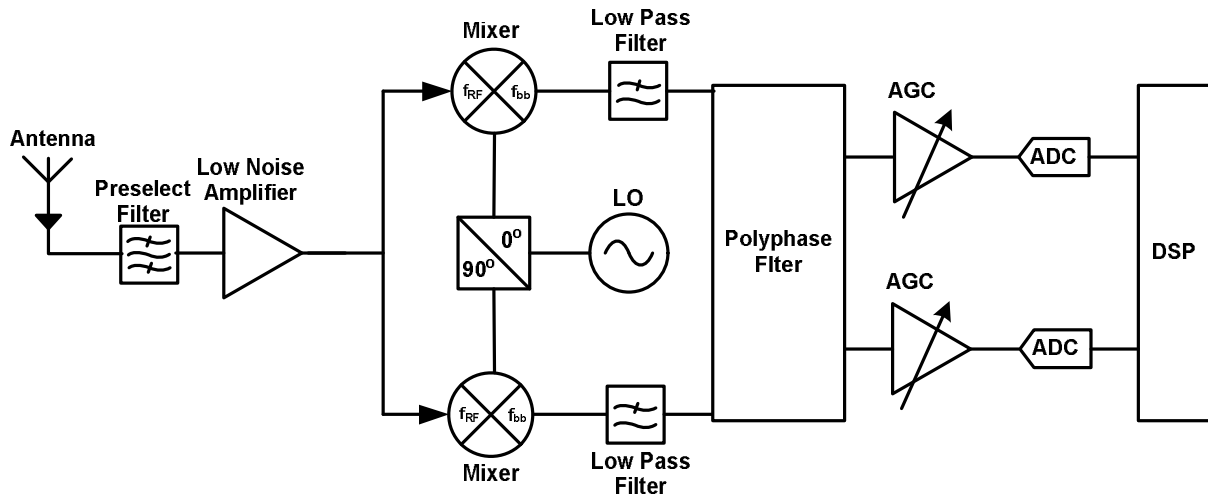 Antenna
Preselect
Filter
Low Noise
Amplifier
Mixer
f_RF
f_bb
Low Pass
Filter
LO
0°
90°
Mixer
f_RF
f_bb
Low Pass
Filter
Polyphase
Flter
AGC
ADC
AGC
ADC
DSP